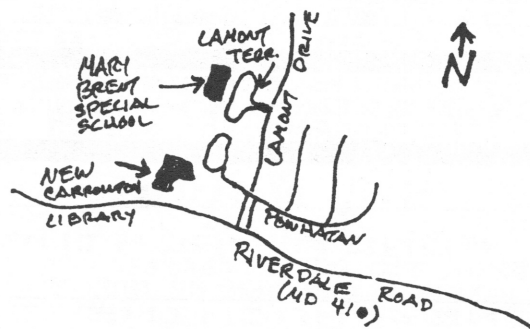 LAMONT
TERR.
DRIVE
N
MARY
BRENT
SPECIAL
SCHOOL
LAMONT
NEW
CARROLLTON
LIBRARY
POWHATAN
RIVERDALE
(MD 410)
ROAD